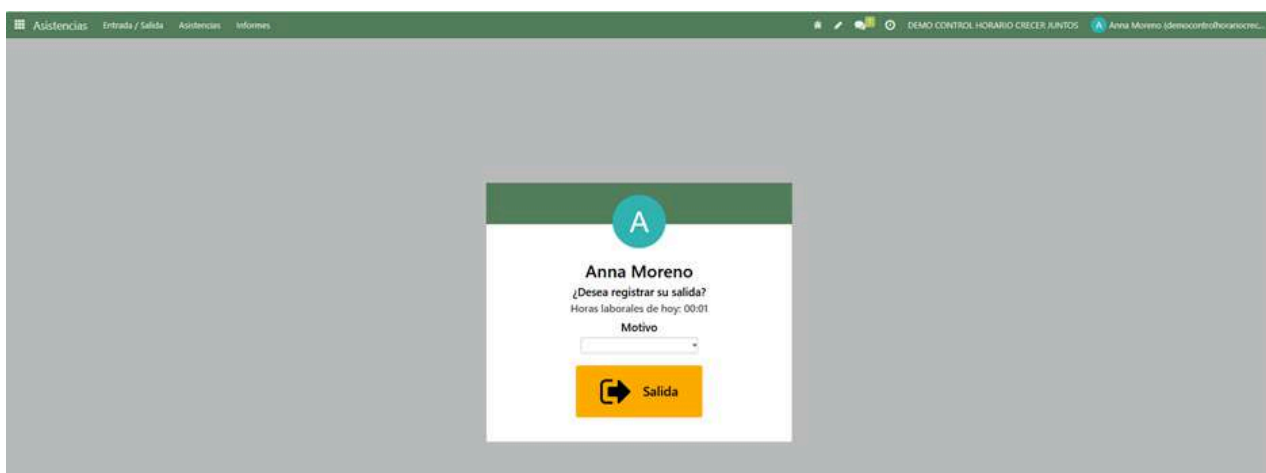 Asistencias Entrada / Salida Asistencias Informes DEMO CONTROL HORARIO CRECER JUNTOS A Anna Moreno (democontrolhorariocrec...
A
Anna Moreno
¿Desea registrar su salida?
Horas laborales de hoy: 00:01
Motivo
Salida